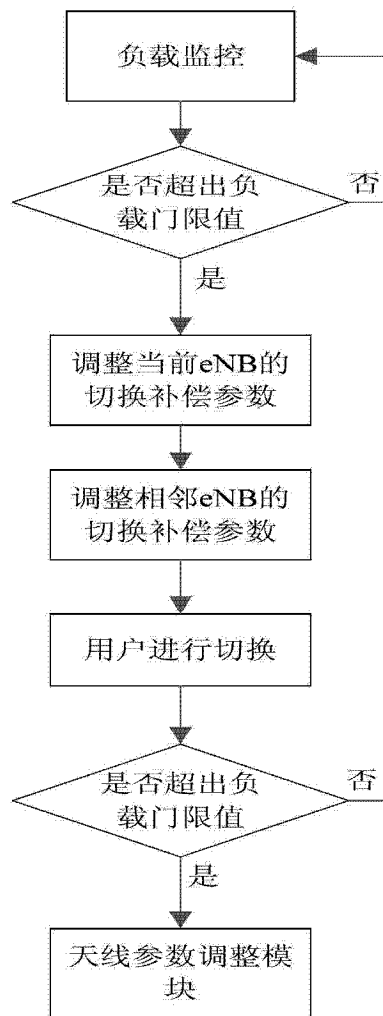 负载监控
是否超出负
载门限值
否
是
调整当前eNB的
切换补偿参数
调整相邻eNB的
切换补偿参数
用户进行切换
是否超出负
载门限值
否
是
天线参数调整模
块